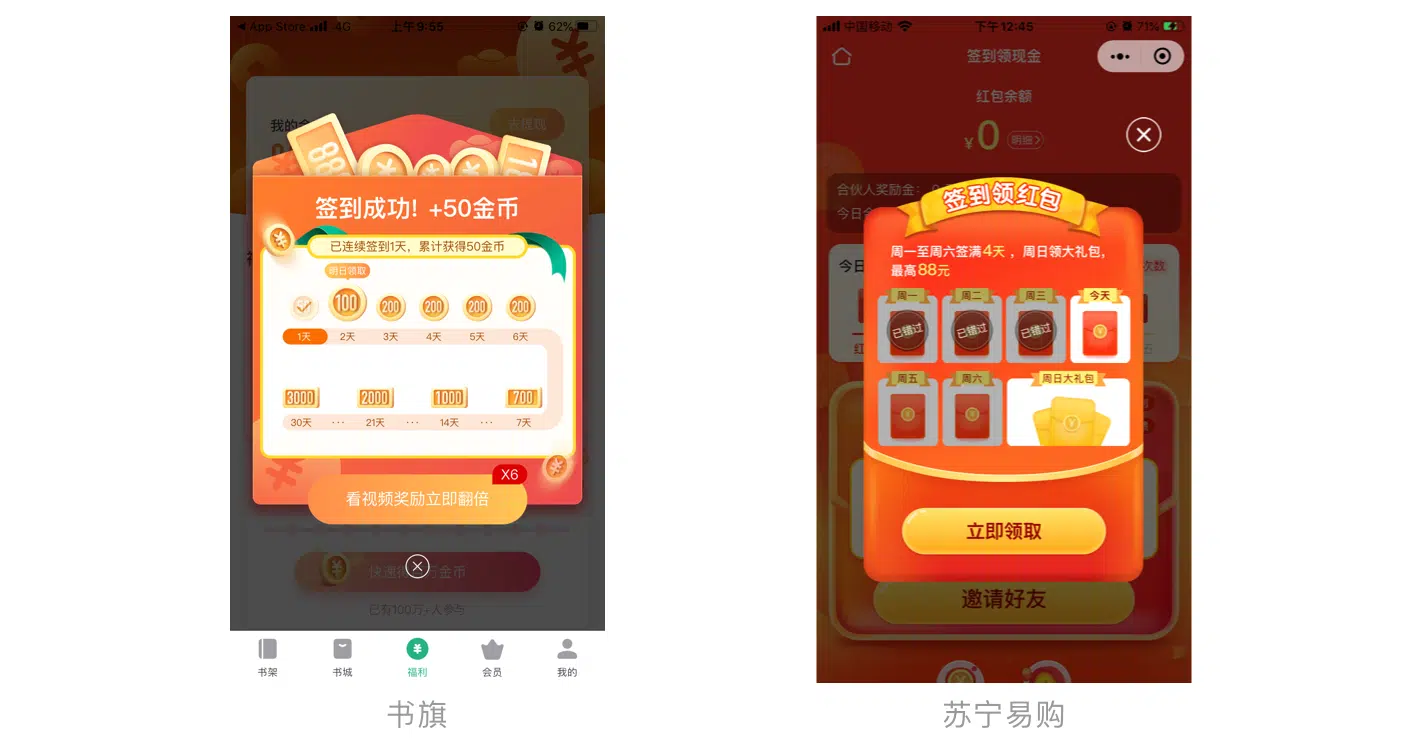 App Store 4G 上午9:55 62%
我的金
去提现
888
18
签到成功! +50金币
已连续签到1天，累计获得50金币
明日领取
100 200 200 200 200
1天 2天 3天 4天 5天 6天
3000 2000 1000 700
30天 ··· 21天 ··· 14天 ··· 7天
X6
看视频奖励立即翻倍
已有100万+人参与
书架 书城 福利 会员 我的
书旗
中国移动 下午12:45 71%
签到领现金
红包余额
¥0 明细>
合伙人奖励金:
签到领红包
周一至周六签满4天，周日领大礼包,
最高88元
今日
次数
周一 周二 周三 今天
已错过 已错过 已错过
周五 周六 周日大礼包
立即领取
邀请好友
苏宁易购